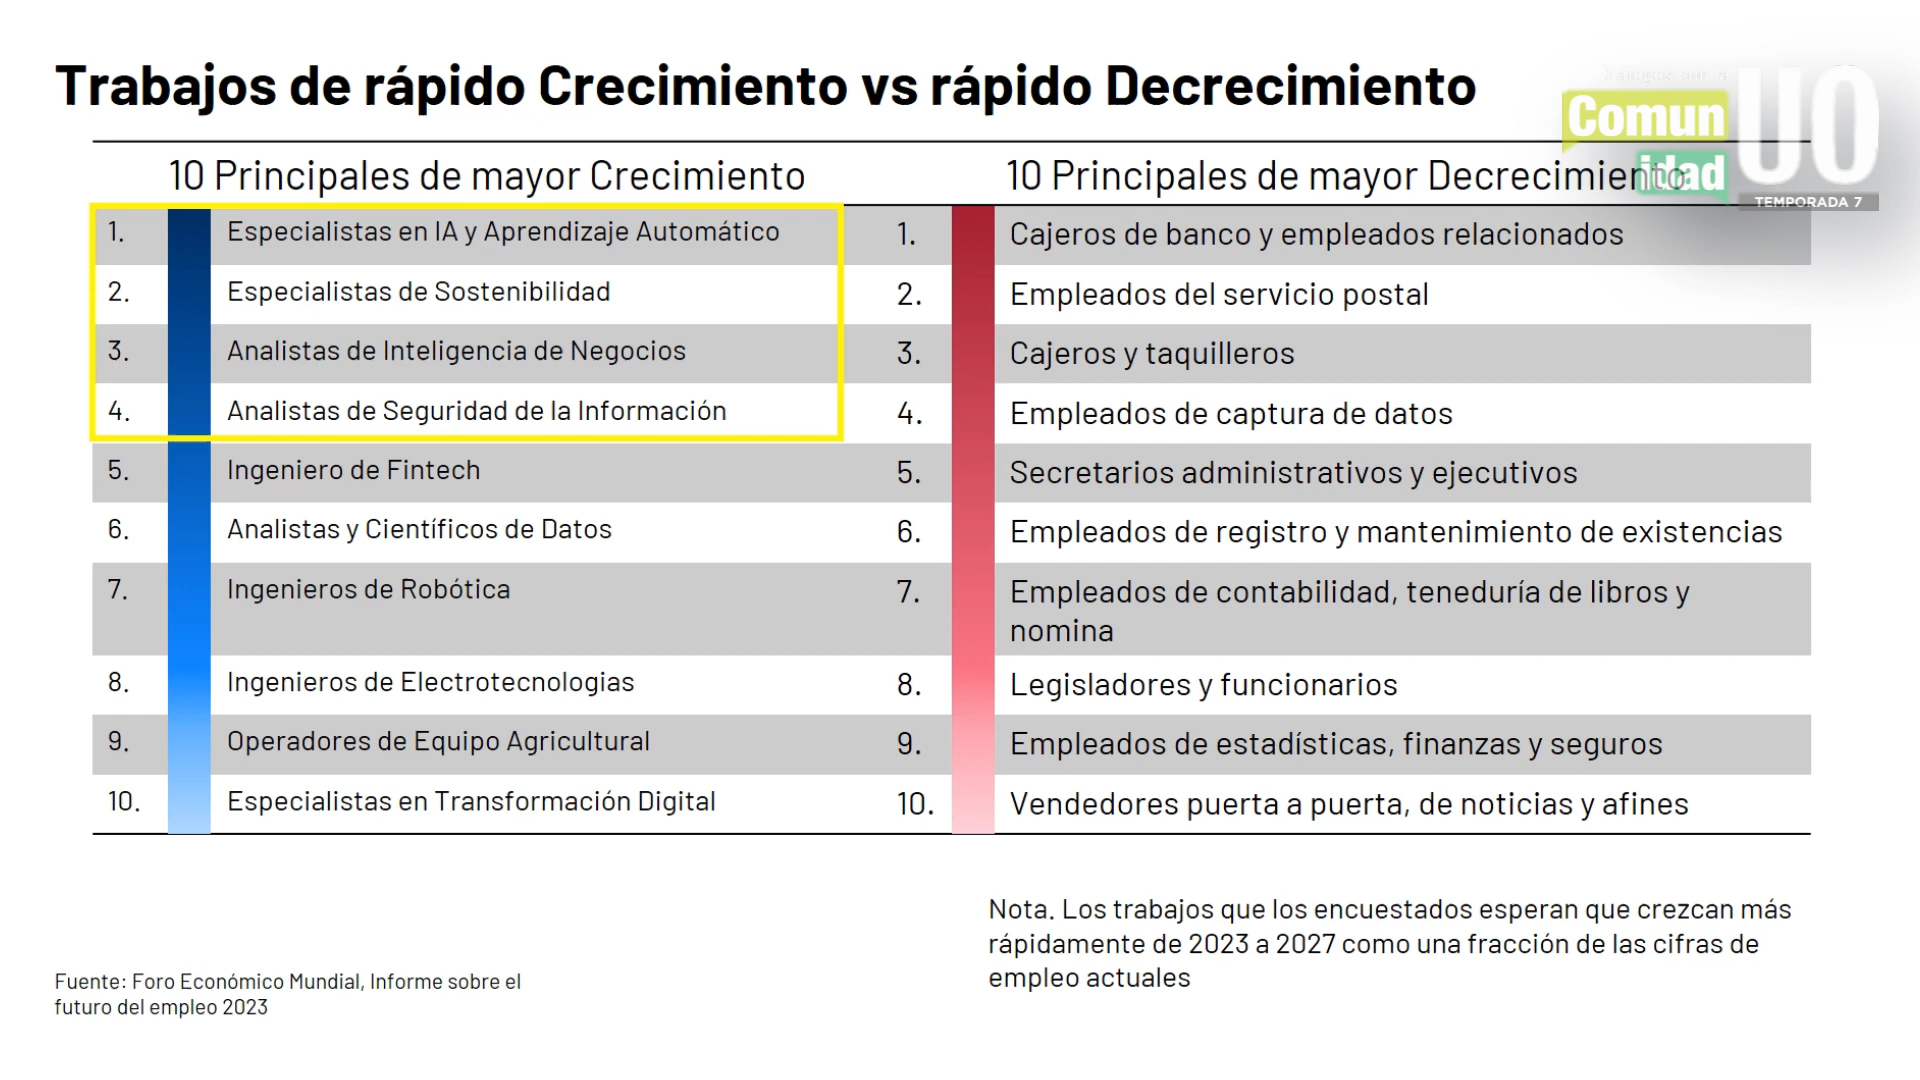 Trabajos de rápido Crecimiento vs rápido Decrecimiento
Comun
idad
UO
TEMPORADA 7
10 Principales de mayor Crecimiento
10 Principales de mayor Decrecimiento
1. Especialistas en IA y Aprendizaje Automático
1. Cajeros de banco y empleados relacionados
2. Especialistas de Sostenibilidad
2. Empleados del servicio postal
3. Analistas de Inteligencia de Negocios
3. Cajeros y taquilleros
4. Analistas de Seguridad de la Información
4. Empleados de captura de datos
5. Ingeniero de Fintech
5. Secretarios administrativos y ejecutivos
6. Analistas y Científicos de Datos
6. Empleados de registro y mantenimiento de existencias
7. Ingenieros de Robótica
7. Empleados de contabilidad, teneduría de libros y
nomina
8. Ingenieros de Electrotecnologias
8. Legisladores y funcionarios
9. Operadores de Equipo Agricultural
9. Empleados de estadísticas, finanzas y seguros
10. Especialistas en Transformación Digital
10. Vendedores puerta a puerta, de noticias y afines
Nota. Los trabajos que los encuestados esperan que crezcan más
rápidamente de 2023 a 2027 como una fracción de las cifras de
empleo actuales
Fuente: Foro Económico Mundial, Informe sobre el
futuro del empleo 2023